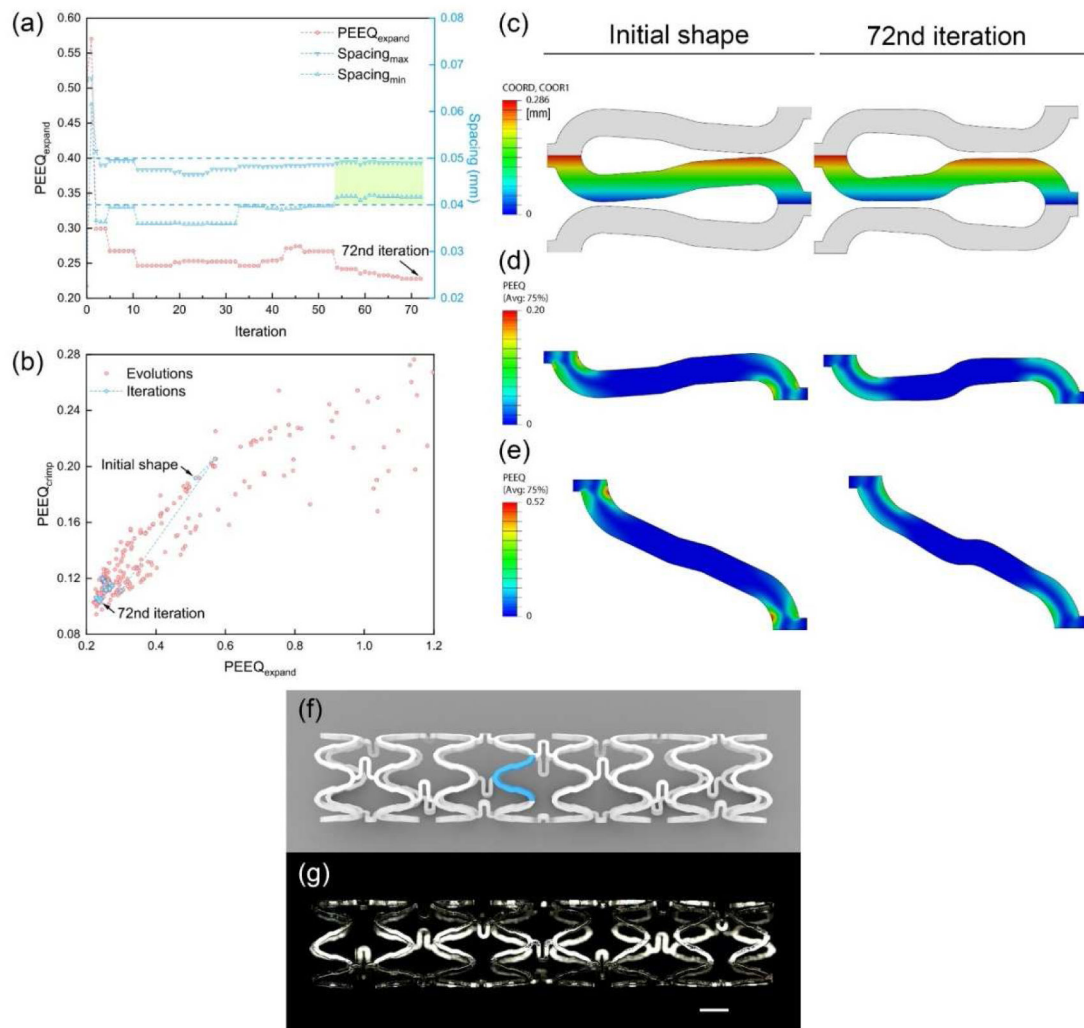 (a)
0.60
0.55
0.50
0.45
0.40
0.35
0.30
0.25
0.20
PEEQexpand
PEEQexpand
Spacingmax
Spacingmin
0.08
0.07
0.06
0.05
0.04
0.03
0.02
Spacing (mm)
72nd iteration
0 10 20 30 40 50 60 70
Iteration
(b)
0.28
0.24
0.20
0.16
0.12
0.08
PEEQcrimp
Evolutions
Iterations
Initial shape
72nd iteration
0.2 0.4 0.6 0.8 1.0 1.2
PEEQexpand
(c)
Initial shape 72nd iteration
COORD, COOR1
0.286
[mm]
0
(d)
PEEQ
(Avg: 75%)
0.20
0
(e)
PEEQ
(Avg: 75%)
0.52
0
(f)
(g)